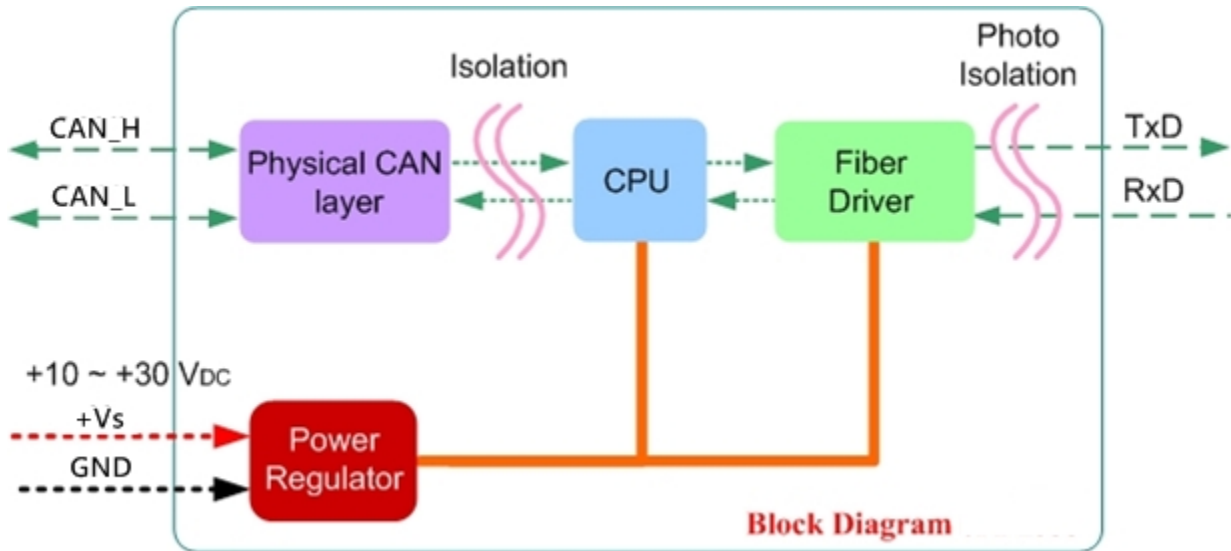 Photo
Isolation
Isolation
CAN_H
TxD
Physical CAN
layer
CPU
Fiber
Driver
CAN_L
RxD
+10 ~ +30 VDC
+Vs
Power
Regulator
GND
Block Diagram